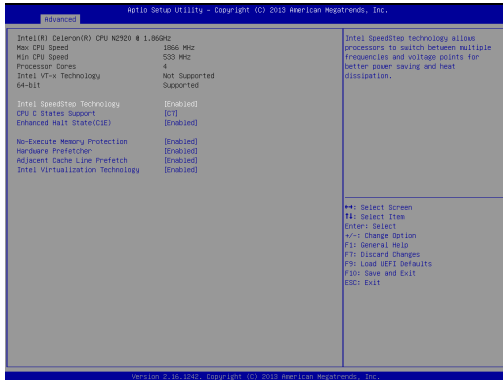 Aptio Setup Utility – Copyright (C) 2013 American Megatrends, Inc.
Advanced
Intel(R) Celeron(R) CPU N2920 @ 1.86GHz
Max CPU Speed 1866 MHz
Min CPU Speed 533 MHz
Processor Cores 4
Intel VT-x Technology Not Supported
64-bit Supported
Intel SpeedStep Technology [Enabled]
CPU C States Support [C7]
Enhanced Halt State(C1E) [Enabled]
No-Execute Memory Protection [Enabled]
Hardware Prefetcher [Enabled]
Adjacent Cache Line Prefetch [Enabled]
Intel Virtualization Technology [Enabled]
Intel SpeedStep technology allows
processors to switch between multiple
frequencies and voltage points for
better power saving and heat
dissipation.
↔: Select Screen
↑↓: Select Item
Enter: Select
+/-: Change Option
F1: General Help
F7: Discard Changes
F9: Load UEFI Defaults
F10: Save and Exit
ESC: Exit
Version 2.16.1242. Copyright (C) 2013 American Megatrends, Inc.